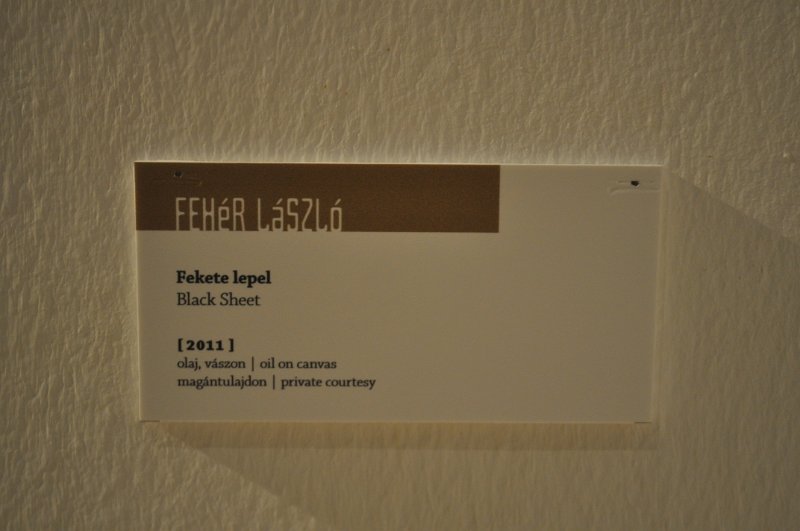 FEHéR LáSZLó
Fekete lepel
Black Sheet
[2011]
olaj, vászon | oil on canvas
magántulajdon | private courtesy